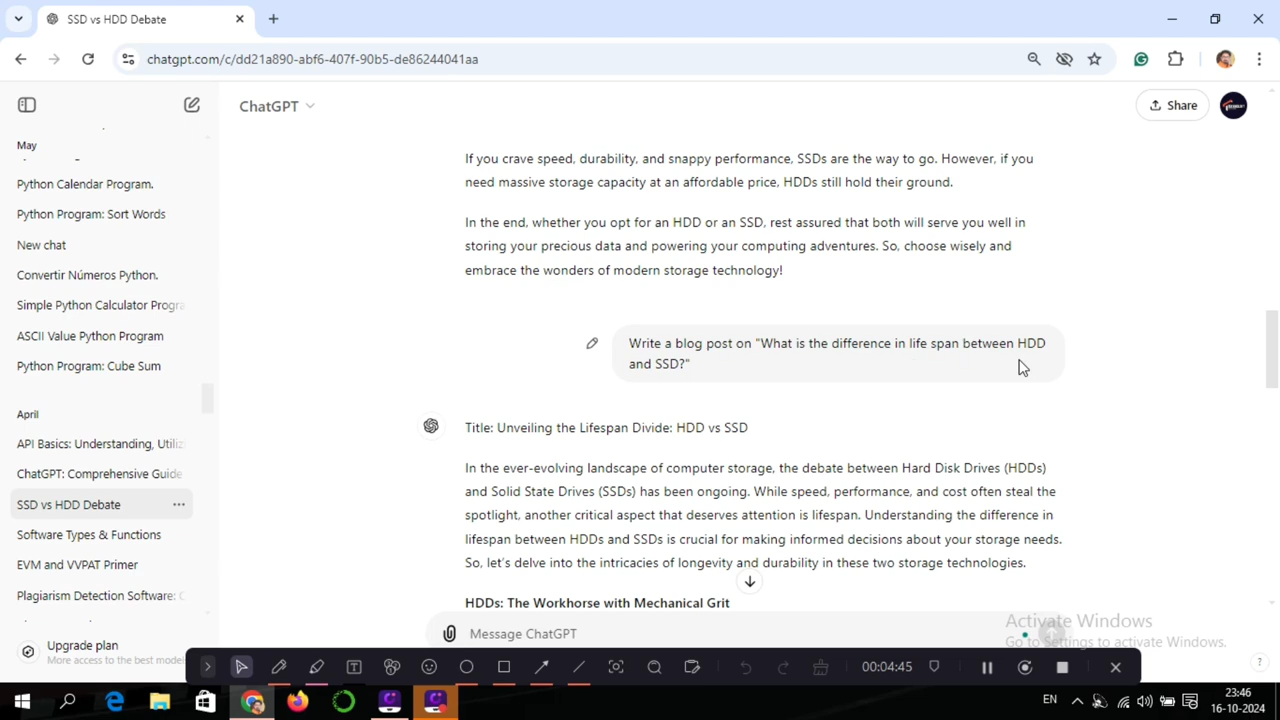 SSD vs HDD Debate
chatgpt.com/c/dd21a890-abf6-407f-90b5-de86244041aa
ChatGPT
Share
May
Python Calendar Program.
Python Program: Sort Words
New chat
Convertir Números Python.
Simple Python Calculator Progra
ASCII Value Python Program
Python Program: Cube Sum
April
API Basics: Understanding, Utiliz
ChatGPT: Comprehensive Guide
SSD vs HDD Debate
Software Types & Functions
EVM and VVPAT Primer
Plagiarism Detection Software: C
Upgrade plan
More access to the best models
If you crave speed, durability, and snappy performance, SSDs are the way to go. However, if you
need massive storage capacity at an affordable price, HDDs still hold their ground.
In the end, whether you opt for an HDD or an SSD, rest assured that both will serve you well in
storing your precious data and powering your computing adventures. So, choose wisely and
embrace the wonders of modern storage technology!
Write a blog post on "What is the difference in life span between HDD
and SSD?"
Title: Unveiling the Lifespan Divide: HDD vs SSD
In the ever-evolving landscape of computer storage, the debate between Hard Disk Drives (HDDs)
and Solid State Drives (SSDs) has been ongoing. While speed, performance, and cost often steal the
spotlight, another critical aspect that deserves attention is lifespan. Understanding the difference in
lifespan between HDDs and SSDs is crucial for making informed decisions about your storage needs.
So, let's delve into the intricacies of longevity and durability in these two storage technologies.
HDDs: The Workhorse with Mechanical Grit
Message ChatGPT
Activate Windows
Go to Settings to activate Windows.
00:04:45
EN
23:46
16-10-2024